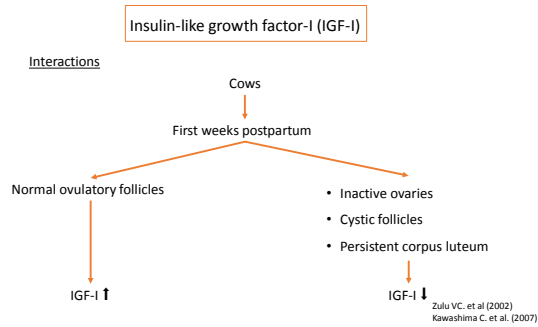 Insulin-like growth factor-I (IGF-I)
Interactions
Cows
First weeks postpartum
Normal ovulatory follicles
• Inactive ovaries
• Cystic follicles
• Persistent corpus luteum
IGF-I ⬆
IGF-I ⬇
Zulu VC. et al (2002)
Kawashima C. et al. (2007)